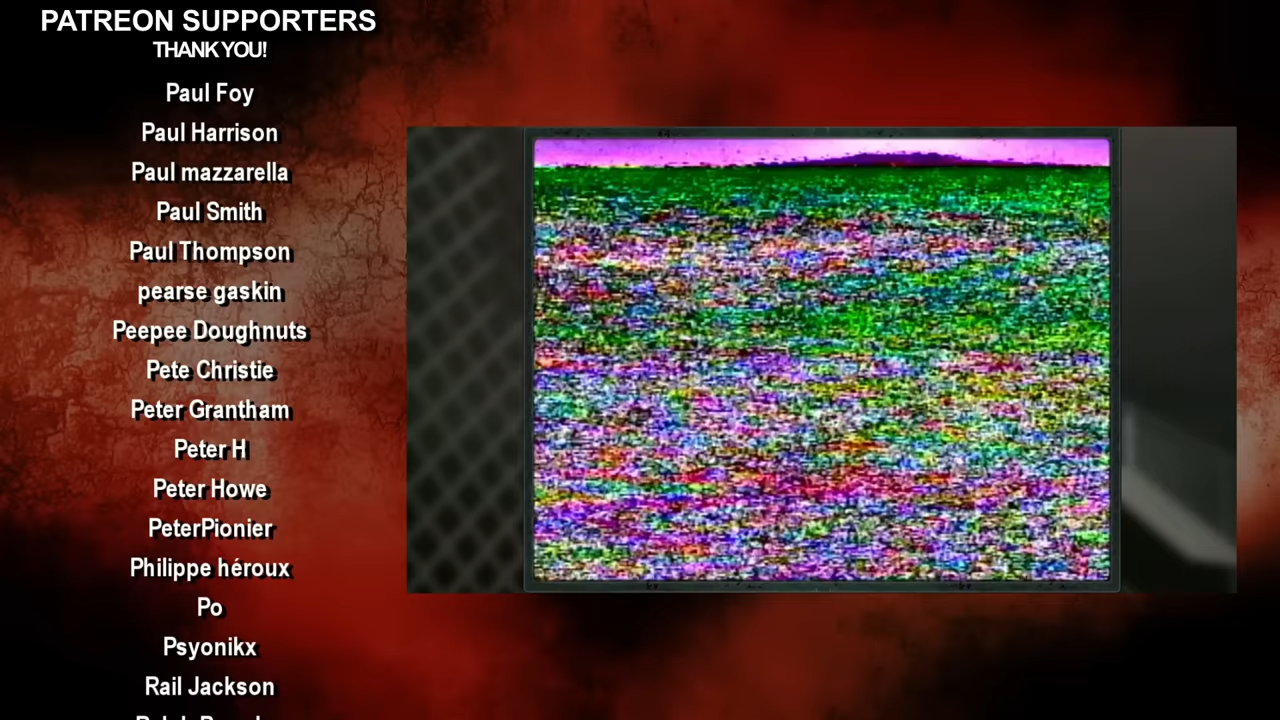 PATREON SUPPORTERS
THANK YOU!
Paul Foy
Paul Harrison
Paul mazzarella
Paul Smith
Paul Thompson
pearse gaskin
Peepee Doughnuts
Pete Christie
Peter Grantham
Peter H
Peter Howe
PeterPionier
Philippe héroux
Po
Psyonikx
Rail Jackson